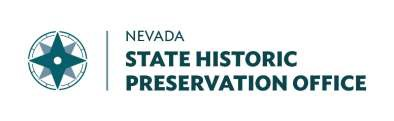 NEVADA
STATE HISTORIC
PRESERVATION OFFICE